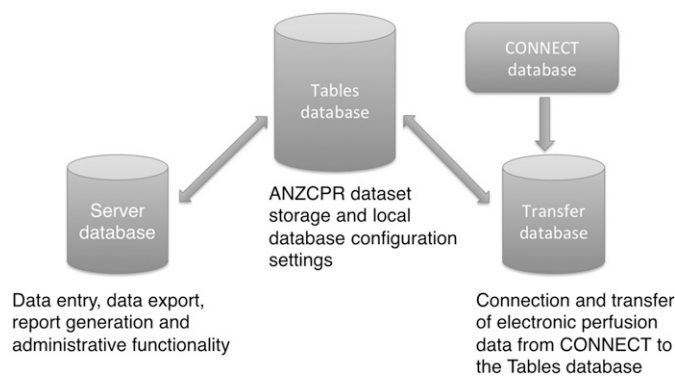 CONNECT
database
Tables
database
ANZCPR dataset
storage and local
database configuration
settings
Server
database
Transfer
database
Data entry, data export,
report generation and
administrative functionality
Connection and transfer
of electronic perfusion
data from CONNECT to
the Tables database